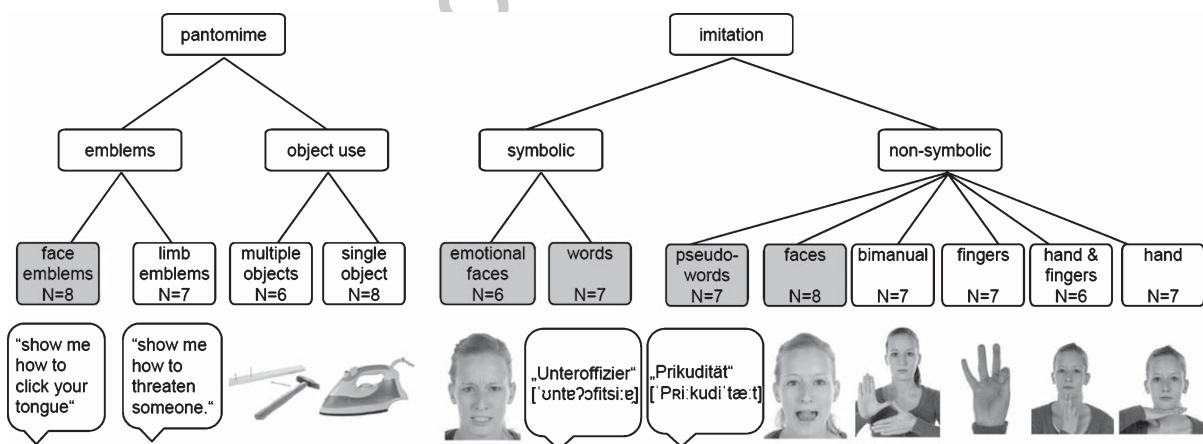 pantomime
imitation
emblems
object use
symbolic
non-symbolic
face
emblems
N=8
limb
emblems
N=7
multiple
objects
N=6
single
object
N=8
emotional
faces
N=6
words
N=7
pseudo-
words
N=7
faces
N=8
bimanual
N=7
fingers
N=7
hand &
fingers
N=6
hand
N=7
“show me
how to
click your
tongue“
“show me
how to
threaten
someone.“
„Unteroffizier“
[ˈʊntɐʔɔfitsiːɐ]
„Prikudität“
[ˈPʀiːkudiˈtæːt]